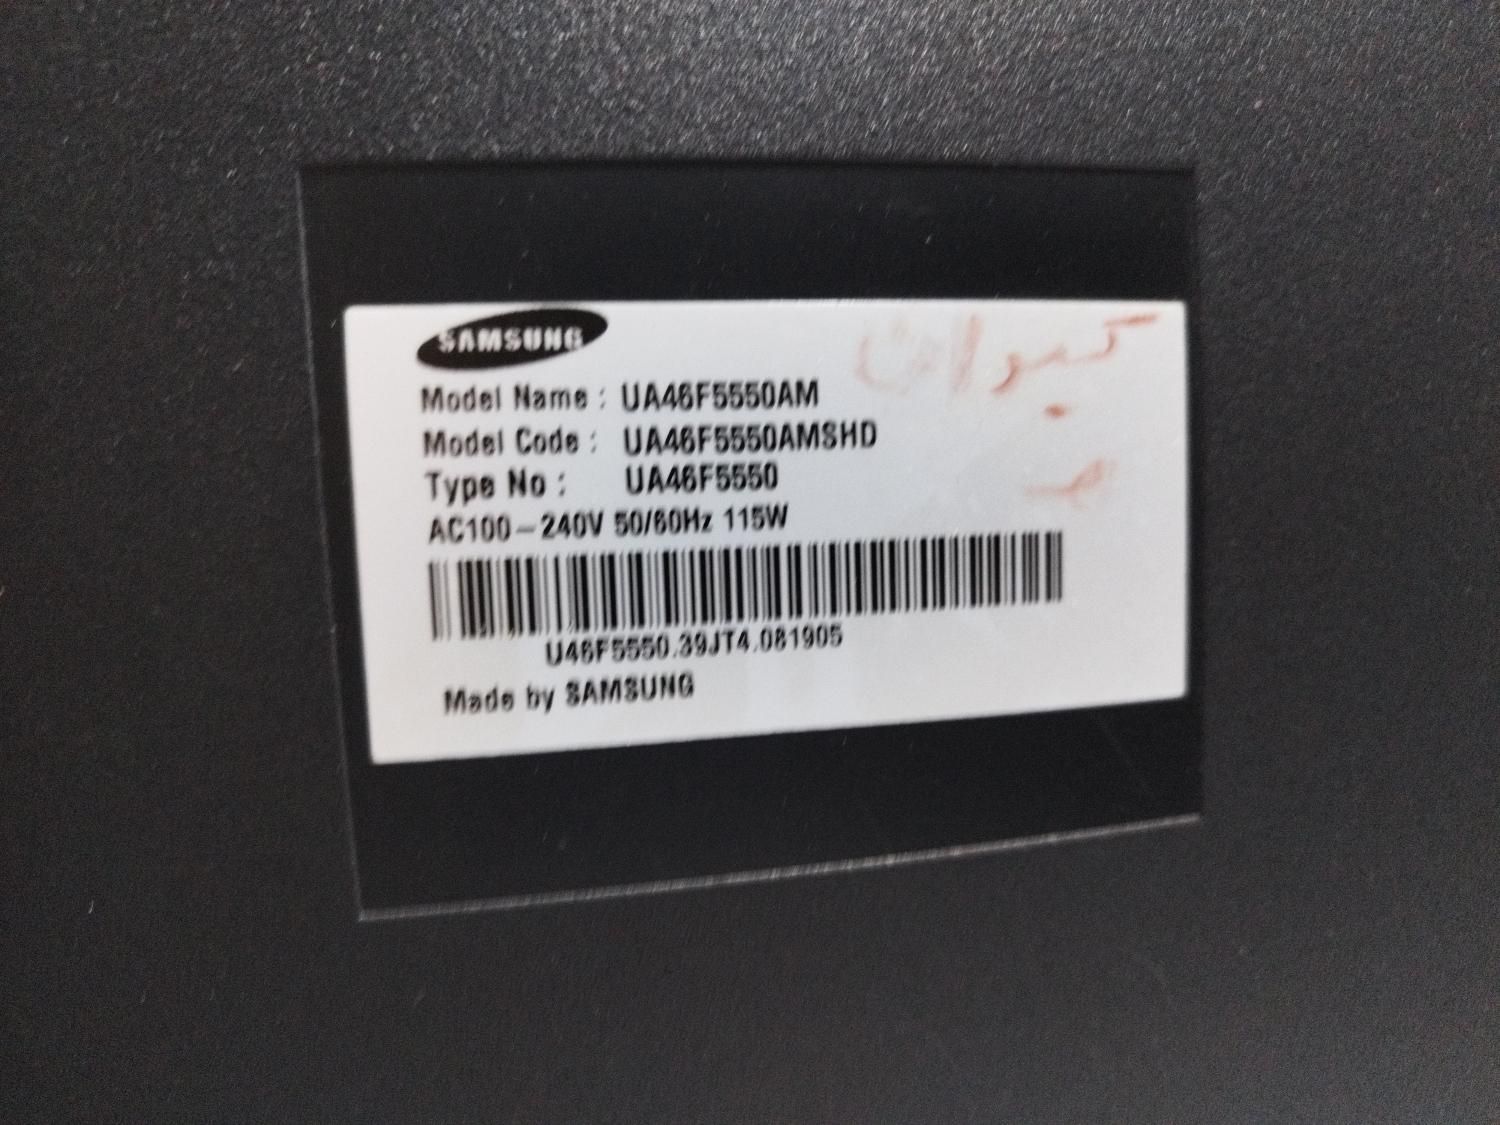 SAMSUNG
Model Name : UA46F5550AM
Model Code : UA46F5550AMSHD
Type No : UA46F5550
AC100-240V 50/60Hz 115W
U46F5550.39JT4.081905
Made by SAMSUNG
کیوان